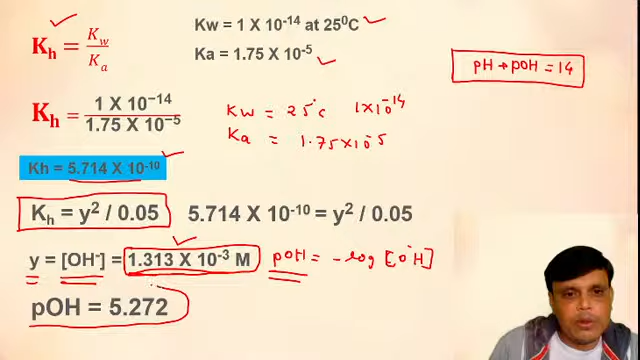 Kh = Kw / Ka
Kw = 1 X 10⁻¹⁴ at 25⁰C
Ka = 1.75 X 10⁻⁵
pH + pOH = 14
Kh = 1 X 10⁻¹⁴ / 1.75 X 10⁻⁵
Kw = 25°c 1x10⁻¹⁴
Ka = 1.75x10⁻⁵
Kh = 5.714 X 10⁻¹⁰
Kh = y² / 0.05 5.714 X 10⁻¹⁰ = y² / 0.05
y = [OH⁻] = 1.313 X 10⁻³ M pOH = -log [O⁻H]
pOH = 5.272